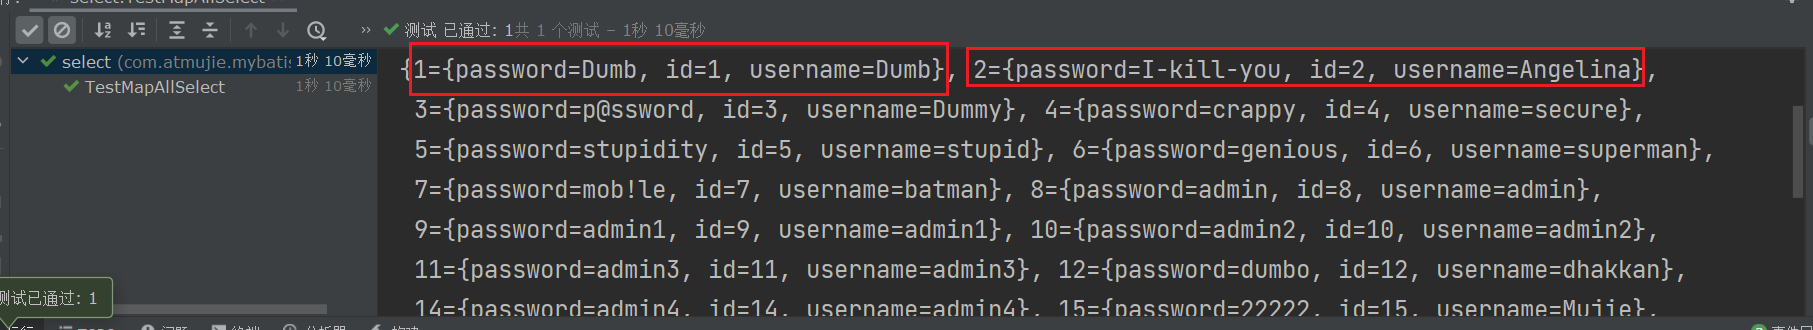 select.TestMapAllSelect
» 测试 已通过: 1共 1 个测试 – 1秒 10毫秒
select (com.atmujie.mybatis 1秒 10毫秒
TestMapAllSelect 1秒 10毫秒
{1={password=Dumb, id=1, username=Dumb}, 2={password=I-kill-you, id=2, username=Angelina},
3={password=p@ssword, id=3, username=Dummy}, 4={password=crappy, id=4, username=secure},
5={password=stupidity, id=5, username=stupid}, 6={password=genious, id=6, username=superman},
7={password=mob!le, id=7, username=batman}, 8={password=admin, id=8, username=admin},
9={password=admin1, id=9, username=admin1}, 10={password=admin2, id=10, username=admin2},
11={password=admin3, id=11, username=admin3}, 12={password=dumbo, id=12, username=dhakkan},
14={password=admin4, id=14, username=admin4}, 15={password=22222, id=15, username=Mujie},
测试已通过: 1